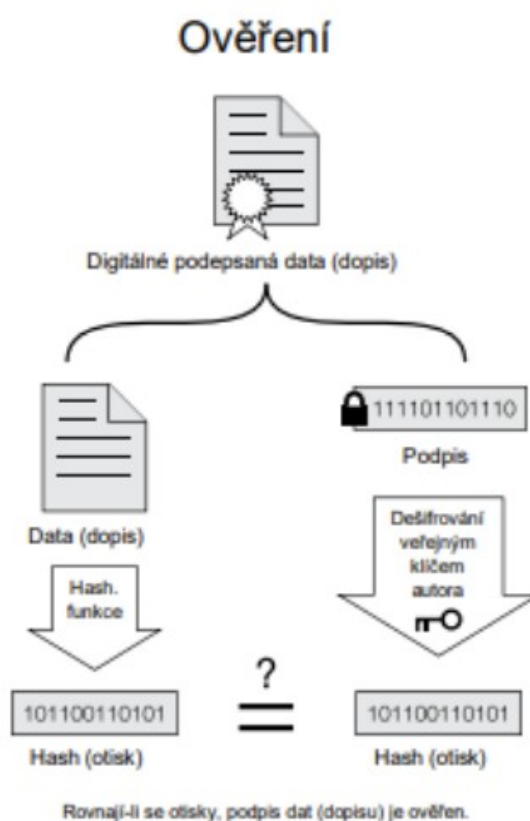 Ověření
Digitálné podepsaná data (dopis)
111101101110
Podpis
Data (dopis)
Dešifrování
veřejným
klíčem
autora
Hash.
funkce
?
=
101100110101
101100110101
Hash (otisk)
Hash (otisk)
Rovnají-li se otisky, podpis dat (dopisu) je ověřen.